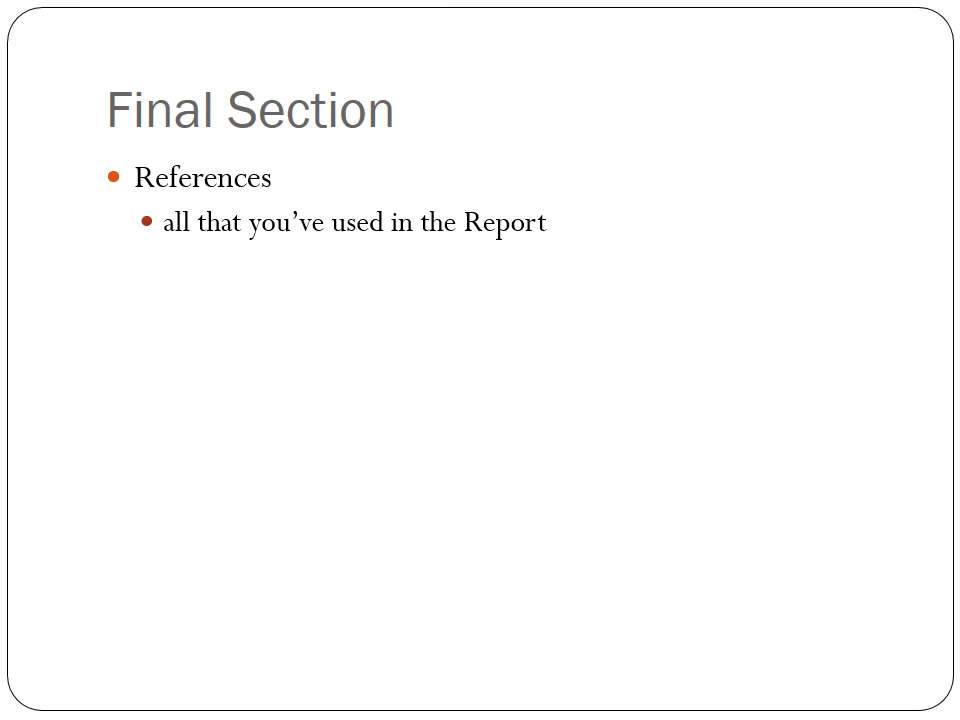 Final Section
References
all that you’ve used in the Report